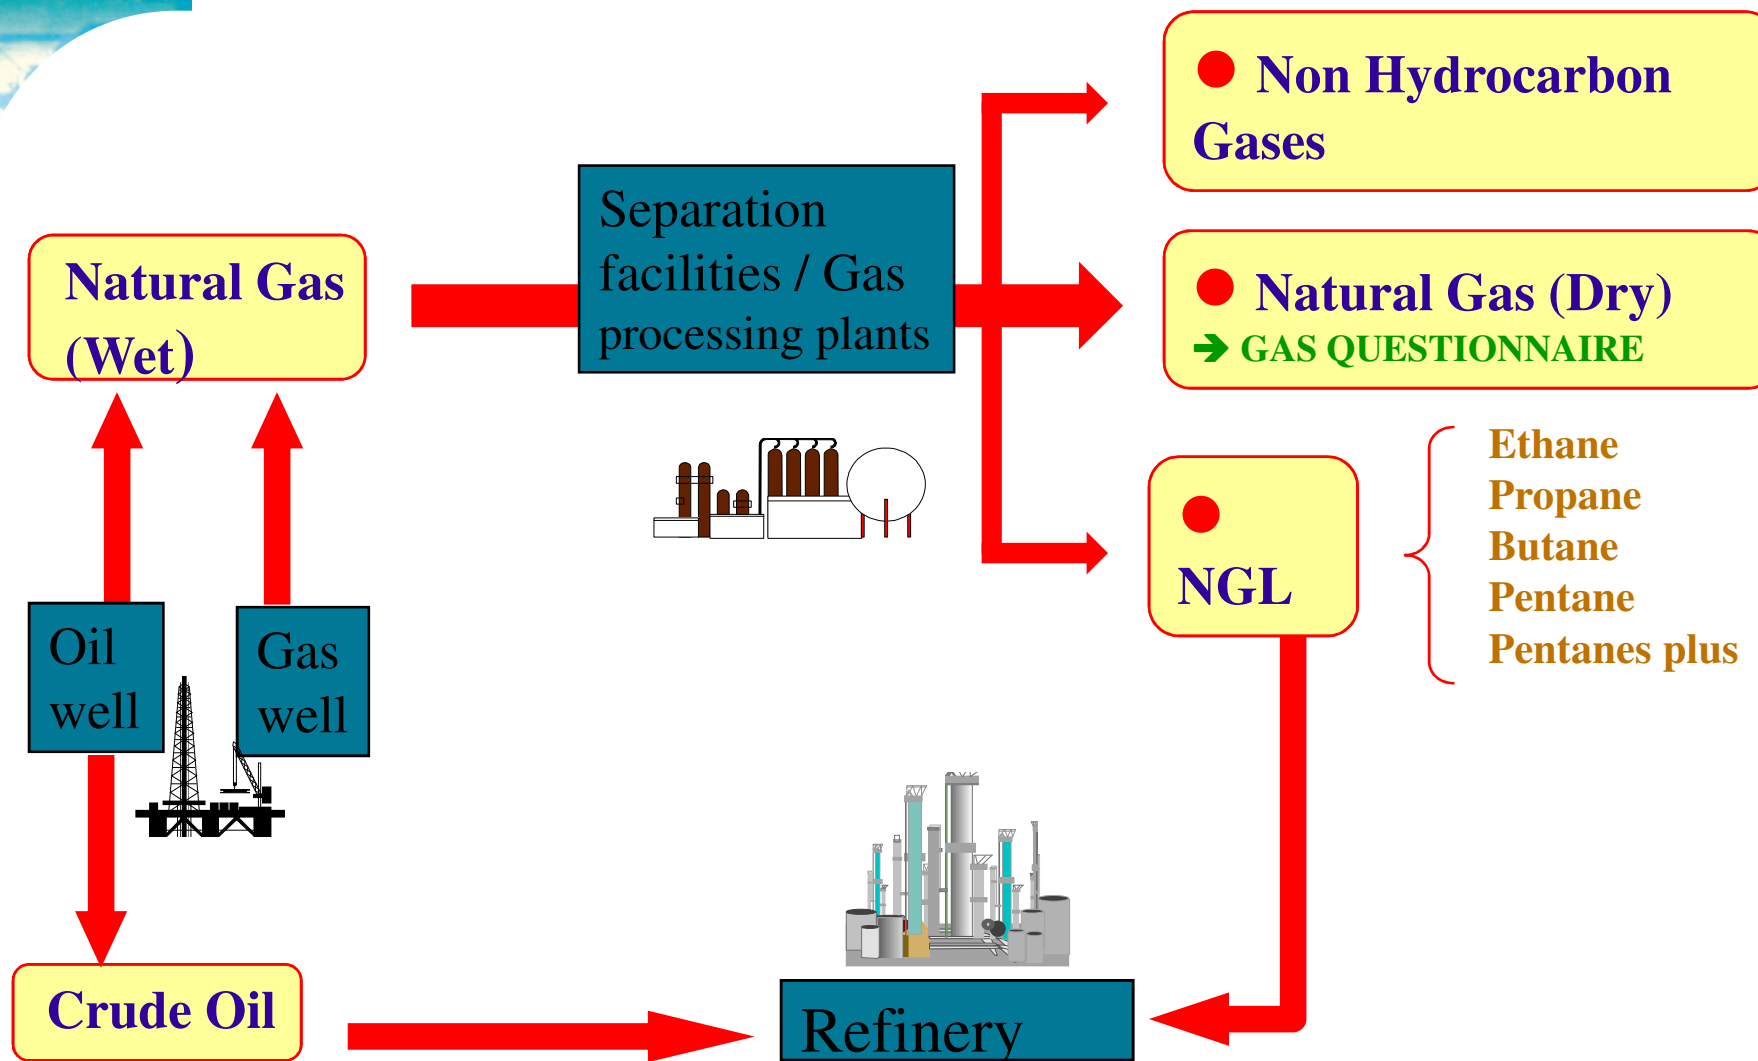 Non Hydrocarbon
Gases
Separation
facilities / Gas
processing plants
Natural Gas
(Wet)
Natural Gas (Dry)
➔ GAS QUESTIONNAIRE
Ethane
Propane
Butane
Pentane
Pentanes plus
NGL
Oil
well
Gas
well
Crude Oil
Refinery